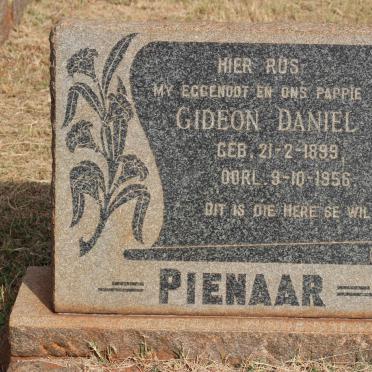 HIER RUS
MY EGGENOOT EN ONS PAPPIE
GIDEON DANIEL
GEB. 21-2-1899.
OORL. 9-10-1956.
DIT IS DIE HERE SE WIL
PIENAAR